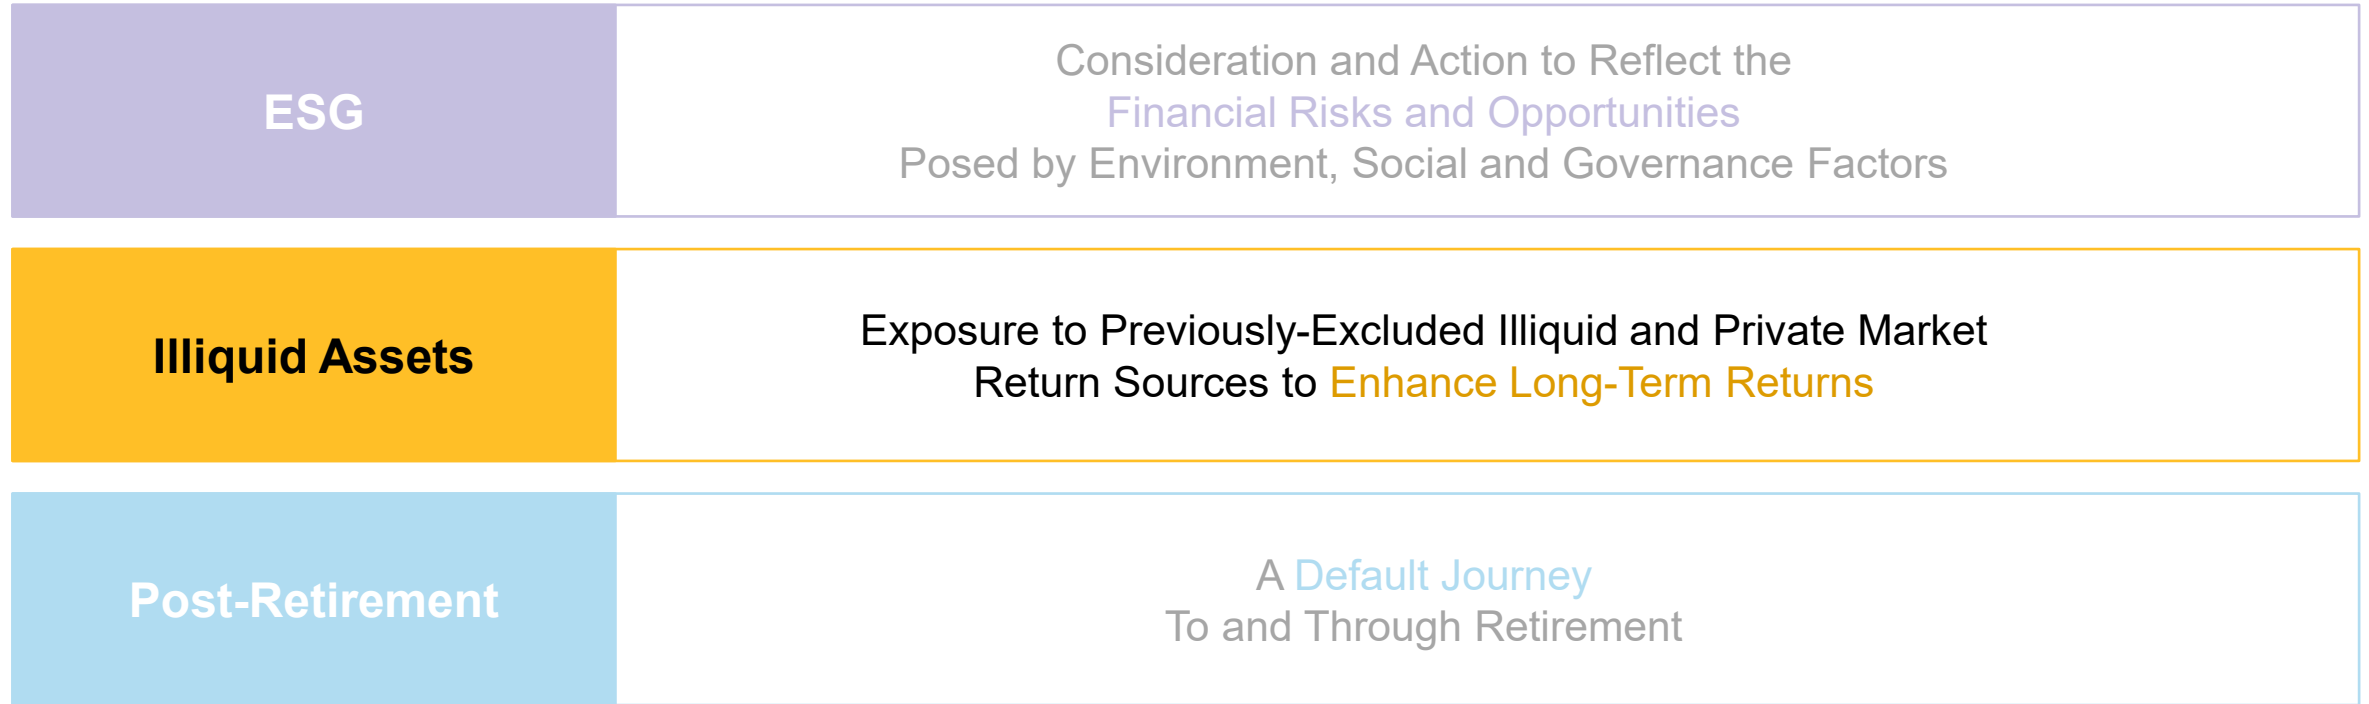 ESG
Consideration and Action to Reflect the
Financial Risks and Opportunities
Posed by Environment, Social and Governance Factors
Illiquid Assets
Exposure to Previously-Excluded Illiquid and Private Market
Return Sources to Enhance Long-Term Returns
Post-Retirement
A Default Journey
To and Through Retirement